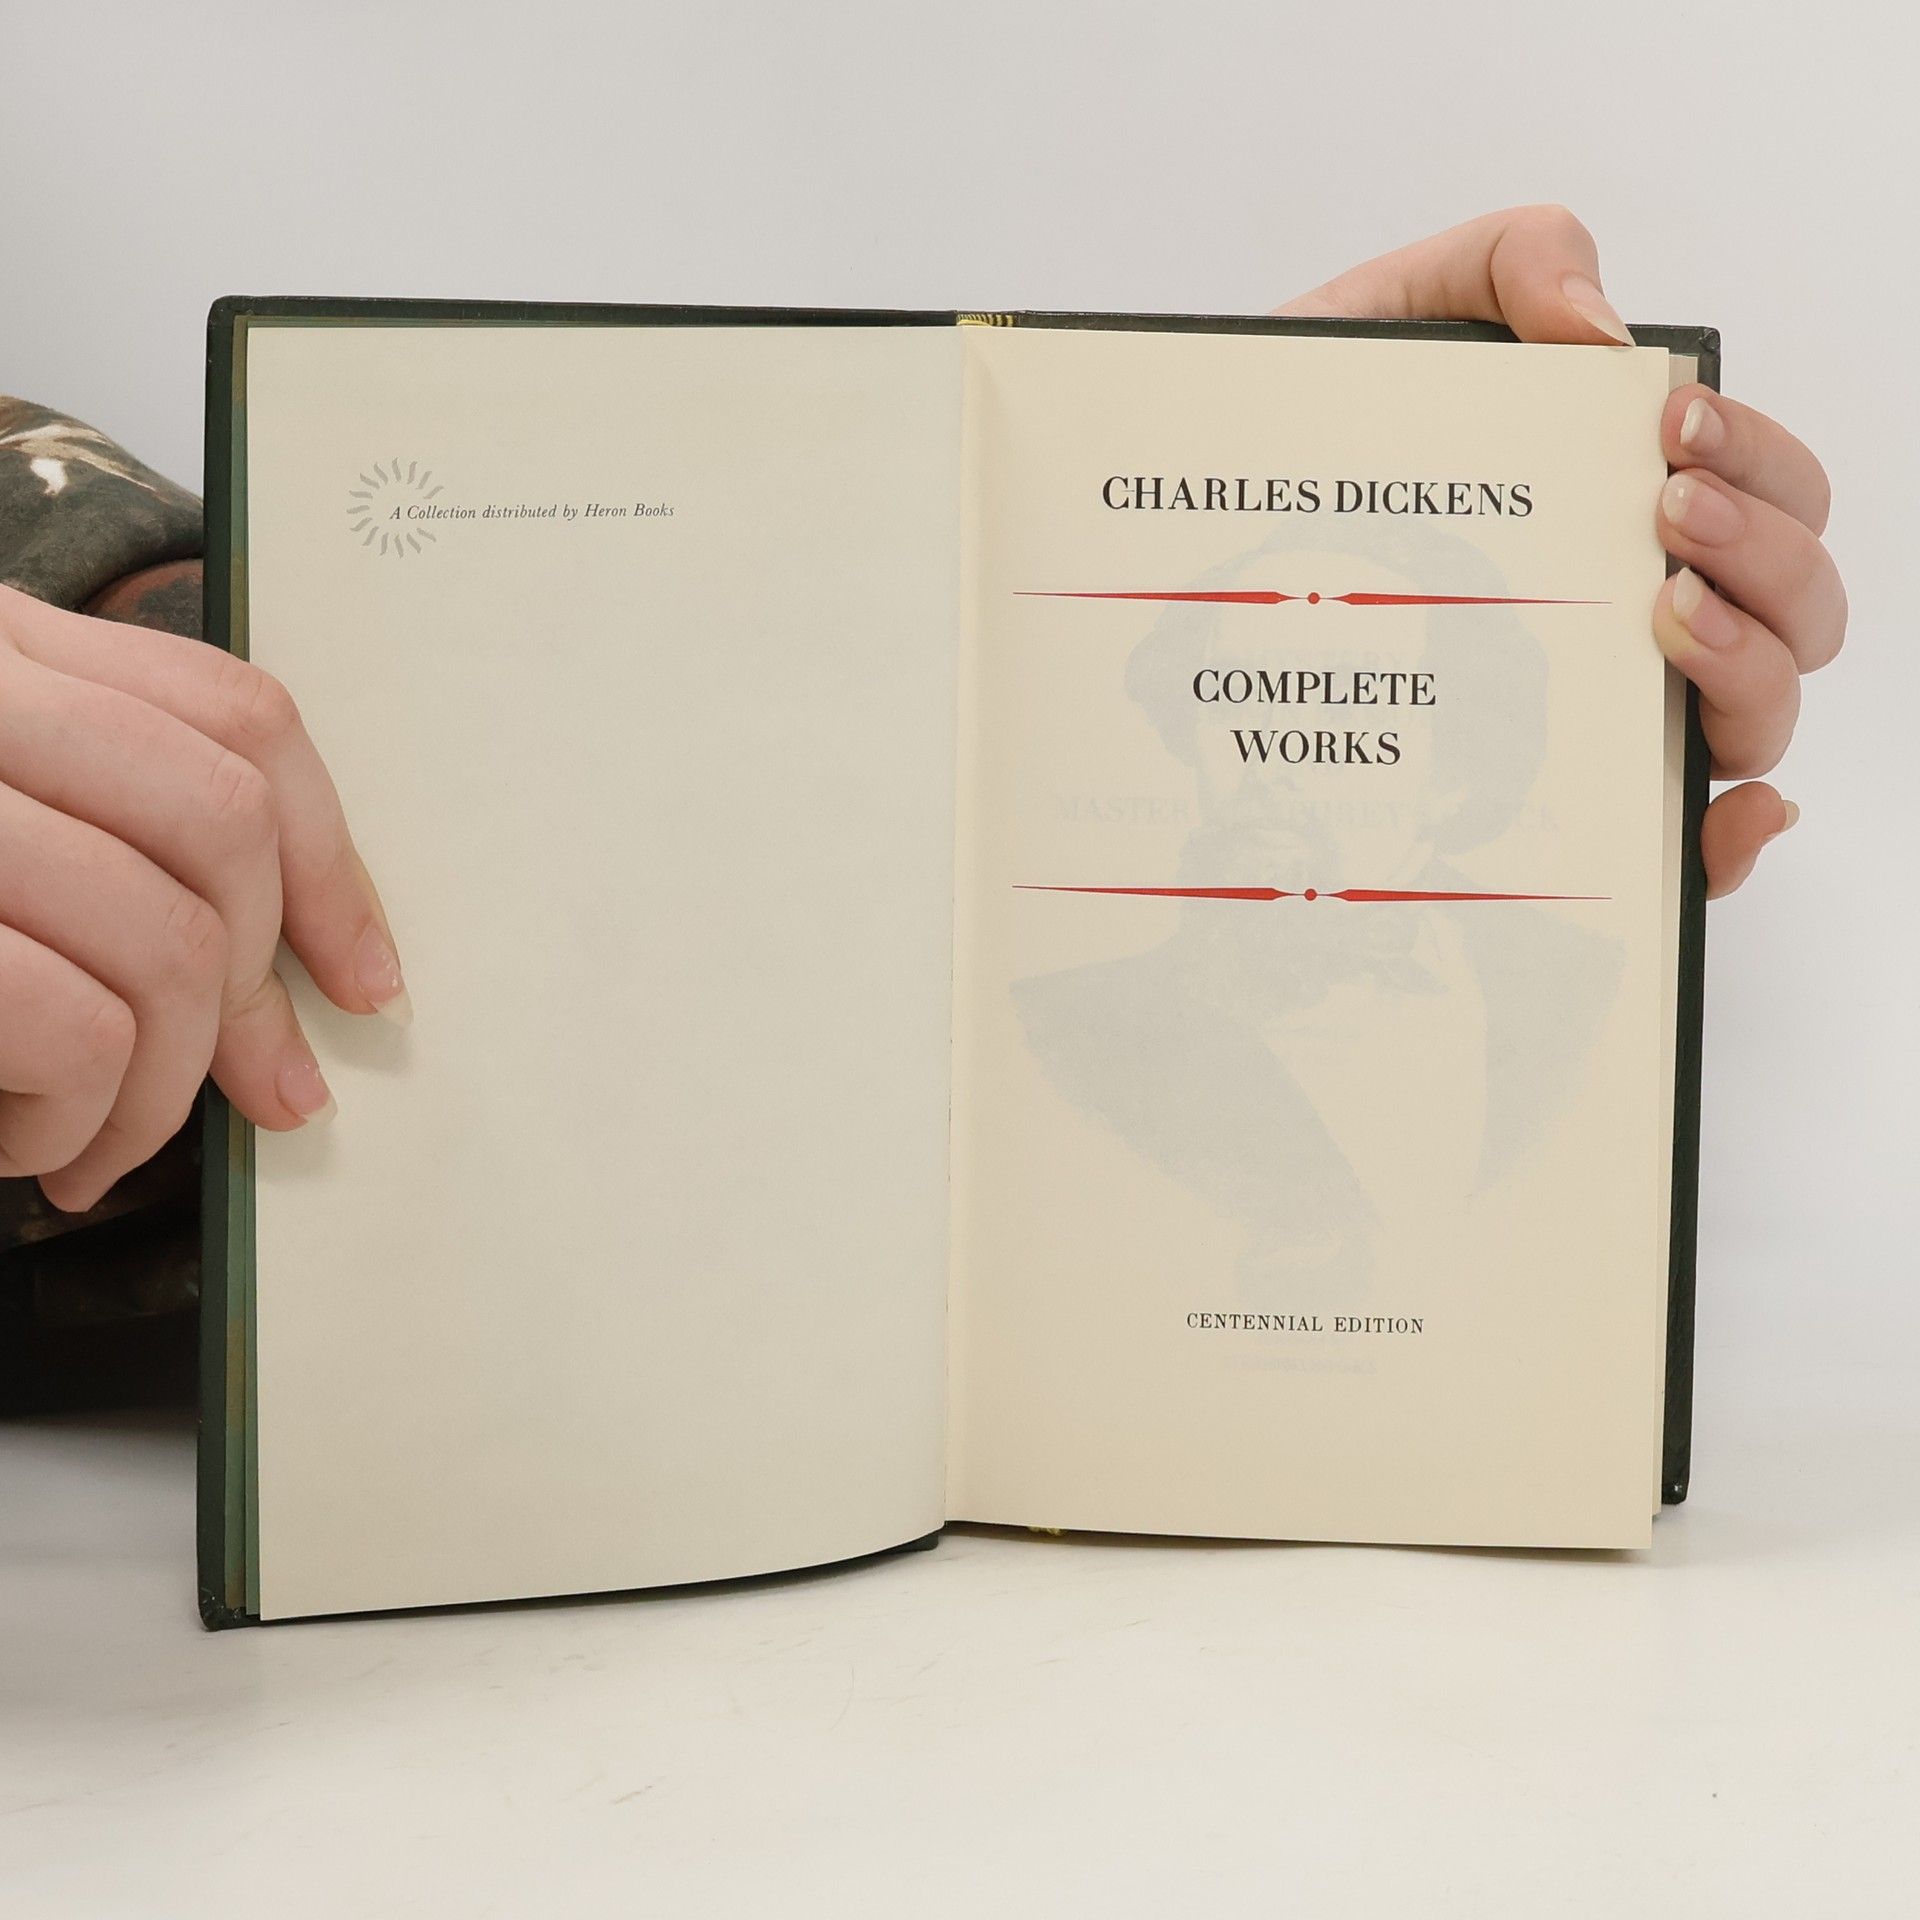 A Collection distributed by Heron Books
CHARLES DICKENS
COMPLETE
WORKS
CENTENNIAL EDITION